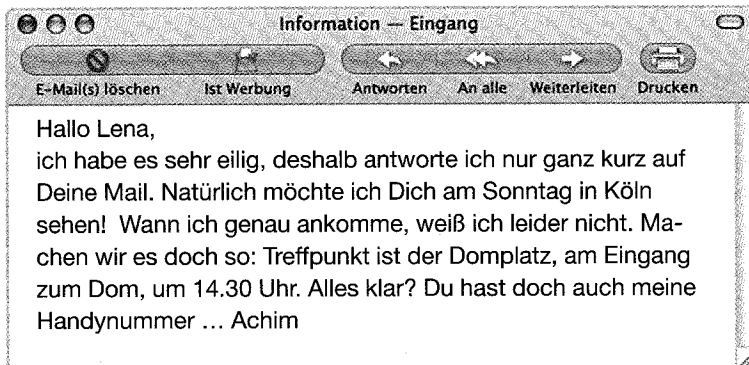 Information — Eingang
E-Mail(s) löschen Ist Werbung Antworten An alle Weiterleiten Drucken
Hallo Lena,
ich habe es sehr eilig, deshalb antworte ich nur ganz kurz auf
Deine Mail. Natürlich möchte ich Dich am Sonntag in Köln
sehen! Wann ich genau ankomme, weiß ich leider nicht. Ma-
chen wir es doch so: Treffpunkt ist der Domplatz, am Eingang
zum Dom, um 14.30 Uhr. Alles klar? Du hast doch auch meine
Handynummer ... Achim